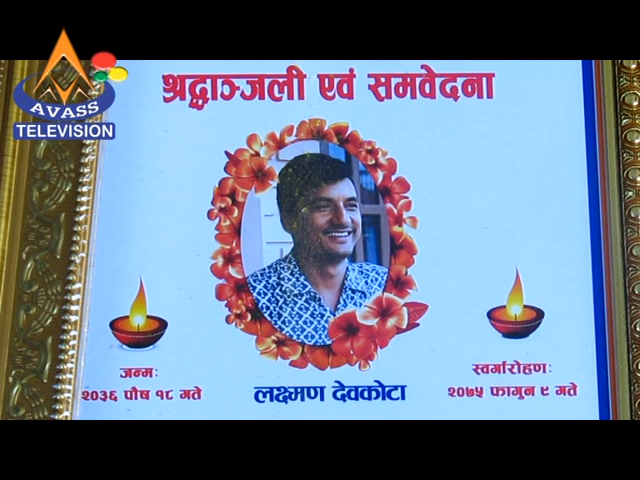 AVASS
TELEVISION
श्रद्धाञ्जली एवं समवेदना
जन्मः
२०३६ पौष १८ गते
लक्ष्मण देवकोटा
स्वर्गारोहणः
२०७५ फागुन ९ गते